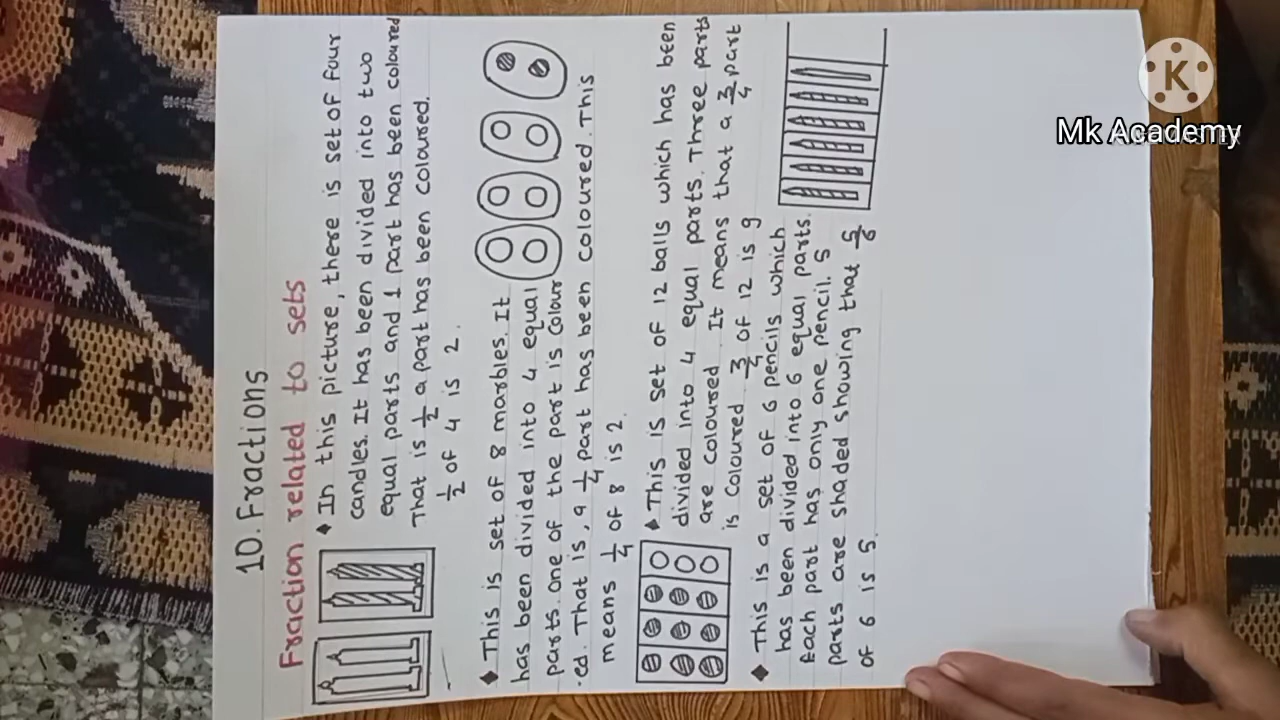 10. Fractions
Fraction related to sets
◆ In this picture, there is set of four
candles. It has been divided into two
equal parts and 1 part has been coloured
That is 1/2 a part has been coloured.
1/2 of 4 is 2.
◆ This is set of 8 marbles. It
has been divided into 4 equal
parts one of the part is colour
-ed. That is, a 1/4 part has been coloured. This
means 1/4 of 8 is 2.
◆ This is set of 12 balls which has been
divided into 4 equal parts. Three parts
are coloured. It means that a 3/4 part
is coloured. 3/4 of 12 is 9
◆ This is a set of 6 pencils which
has been divided into 6 equal parts.
Each part has only one pencil. 5
parts are shaded showing that 5/6
of 6 is 5.
K
Mk Academy